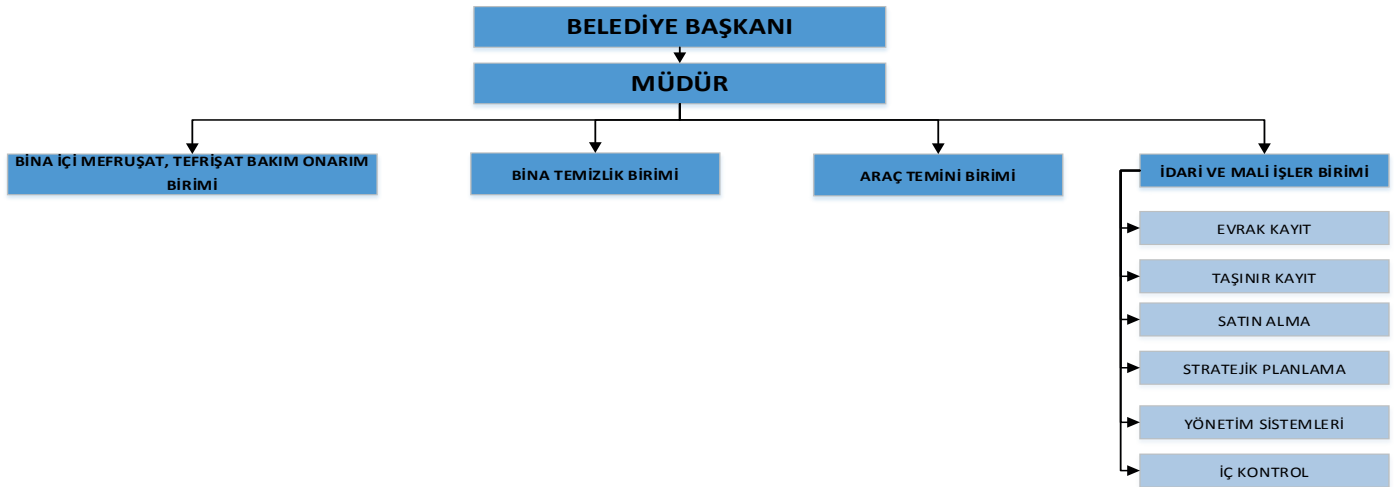 BELEDİYE BAŞKANI
MÜDÜR
BİNA İÇİ MEFRUŞAT, TEFRİŞAT BAKIM ONARIM
BİRİMİ
BİNA TEMİZLİK BİRİMİ
ARAÇ TEMİNİ BİRİMİ
İDARİ VE MALİ İŞLER BİRİMİ
EVRAK KAYIT
TAŞINIR KAYIT
SATIN ALMA
STRATEJİK PLANLAMA
YÖNETİM SİSTEMLERİ
İÇ KONTROL